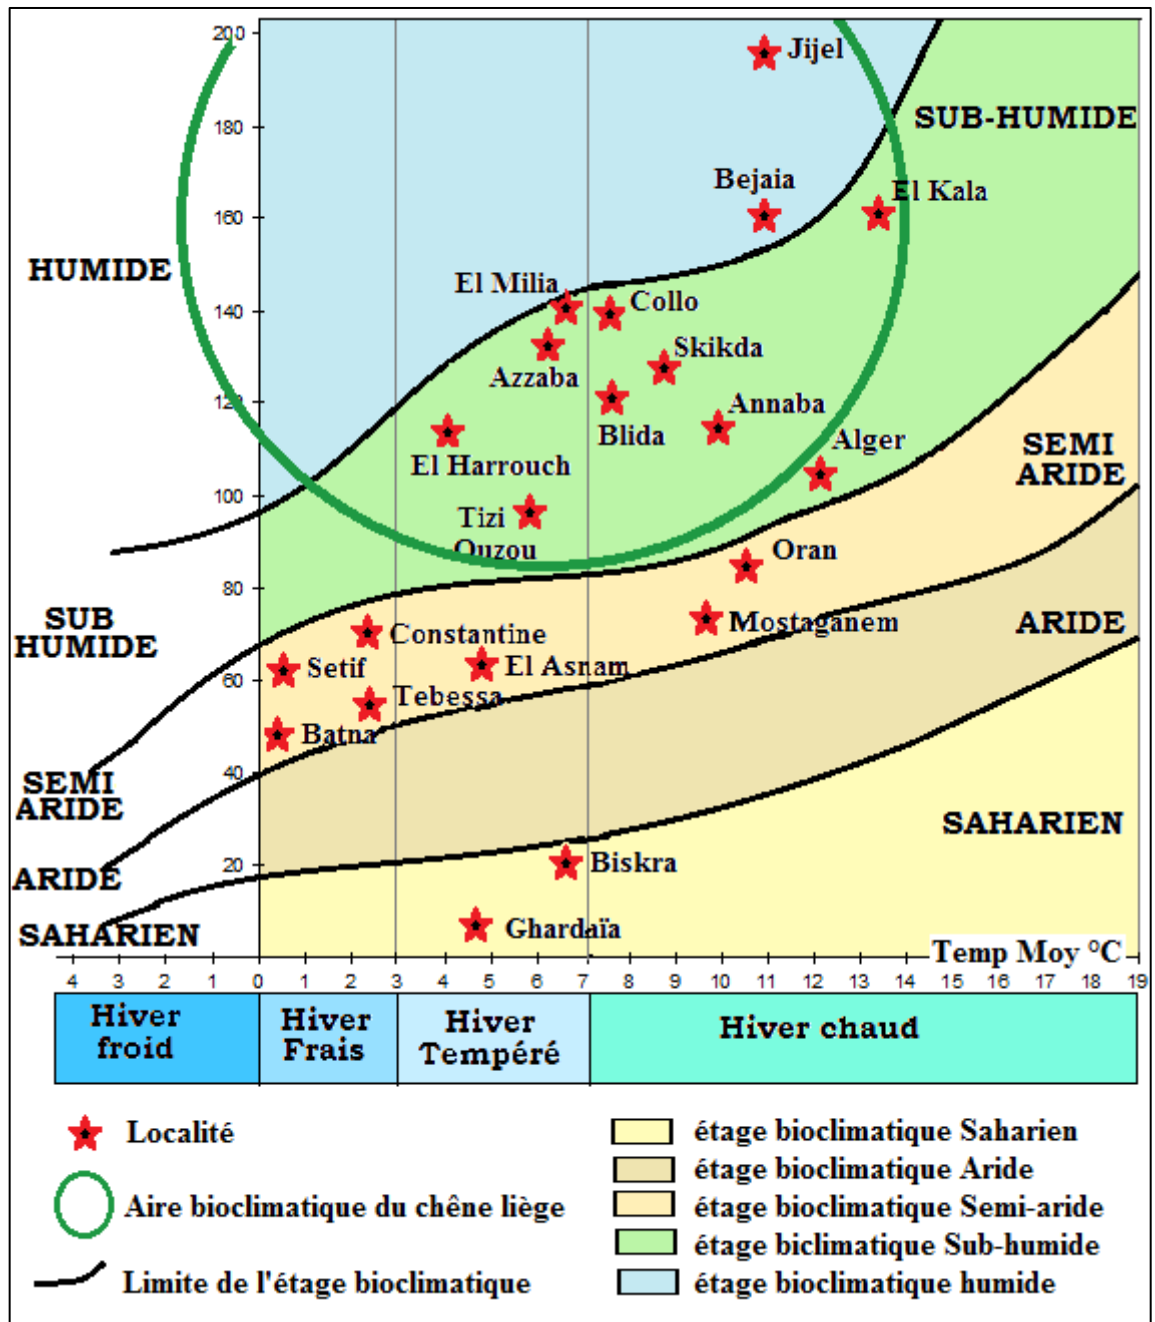 200
180
160
140
120
100
80
60
40
20
Jijel
SUB-HUMIDE
Bejaia
El Kala
HUMIDE
El Milia
Collo
Skikda
Azzaba
Annaba
Blida
Alger
El Harrouch
SEMI
ARIDE
Tizi
Ouzou
Oran
SUB
HUMIDE
Constantine
Mostaganem
ARIDE
Setif
El Asnam
Tebessa
Batna
SEMI
ARIDE
SAHARIEN
Biskra
ARIDE
SAHARIEN
Ghardaïa
Temp Moy °C
4 3 2 1 0 1 2 3 4 5 6 7 8 9 10 11 12 13 14 15 16 17 18 19
Hiver
froid
Hiver
Frais
Hiver
Tempéré
Hiver chaud
Localité
Aire bioclimatique du chêne liège
Limite de l'étage bioclimatique
étage bioclimatique Saharien
étage bioclimatique Aride
étage bioclimatique Semi-aride
étage biclimatique Sub-humide
étage bioclimatique humide